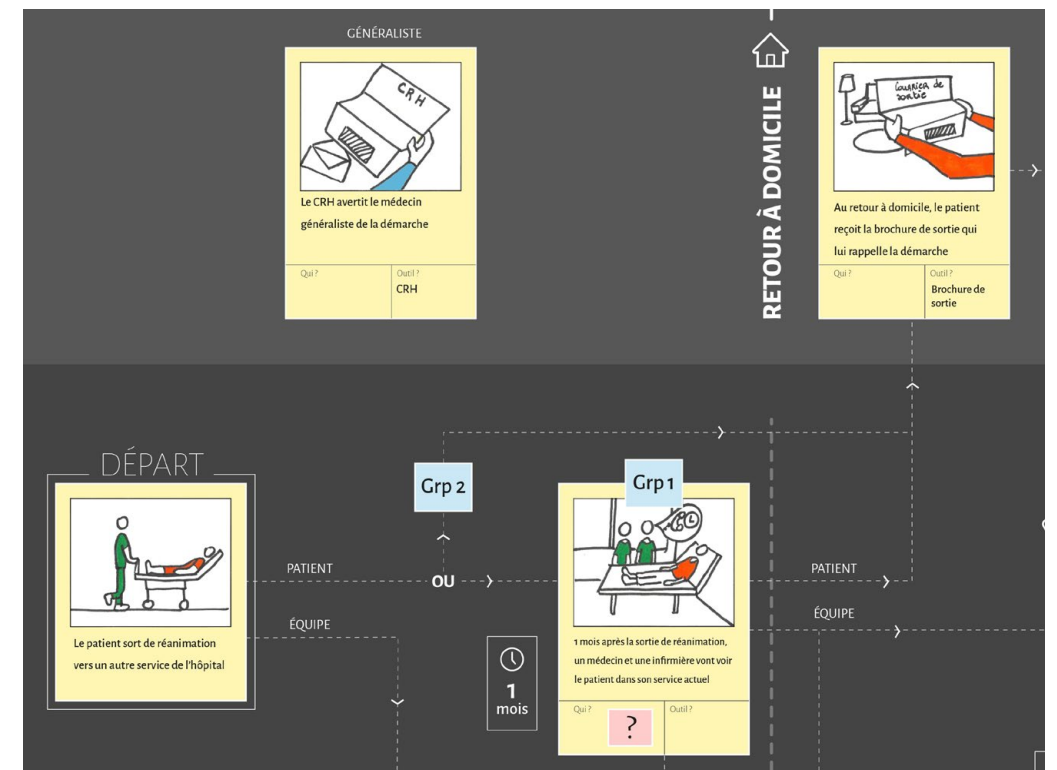 GÉNÉRALISTE
CRH
Le CRH avertit le médecin
généraliste de la démarche
Qui ?
Outil ?
CRH
RETOUR À DOMICILE
Courrier de
sortie
Au retour à domicile, le patient
reçoit la brochure de sortie qui
lui rappelle la démarche
Qui ?
Outil ?
Brochure de
sortie
DÉPART
Le patient sort de réanimation
vers un autre service de l'hôpital
PATIENT
ÉQUIPE
Grp 2
OU
1
mois
Grp 1
1 mois après la sortie de réanimation,
un médecin et une infirmière vont voir
le patient dans son service actuel
Qui ?
?
Outil ?
PATIENT
ÉQUIPE